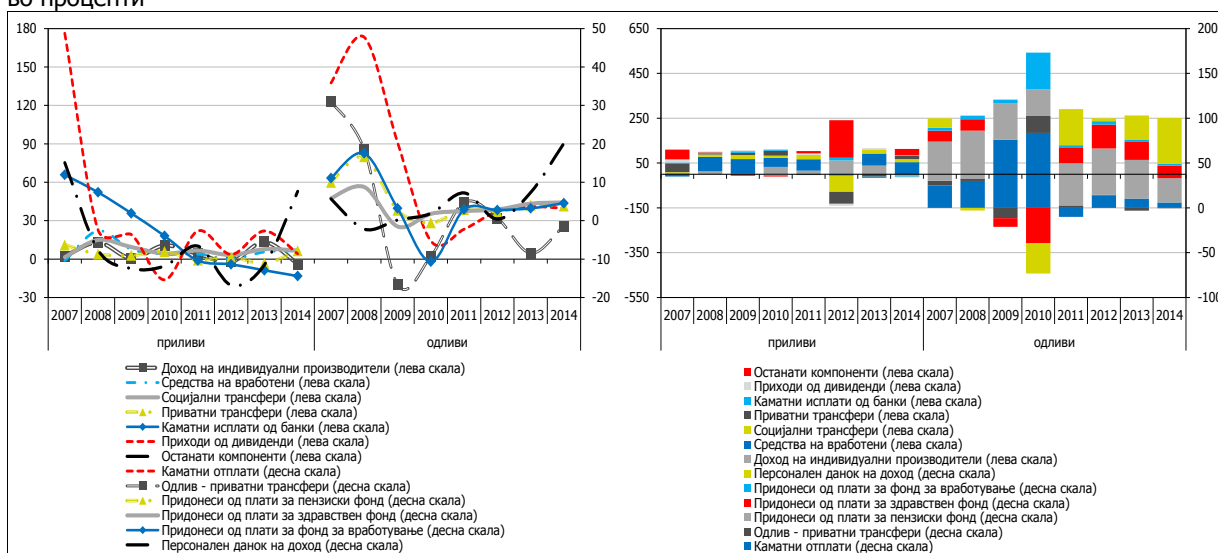 во проценти
180
150
120
90
60
30
0
-30
50
40
30
20
10
0
-10
-20
2007 2008 2009 2010 2011 2012 2013 2014 2007 2008 2009 2010 2011 2012 2013 2014
приливи одливи
Доход на индивидуални производители (лева скала)
Средства на вработени (лева скала)
Социјални трансфери (лева скала)
Приватни трансфери (лева скала)
Каматни исплати од банки (лева скала)
Приходи од дивиденди (лева скала)
Останати компоненти (лева скала)
Каматни отплати (десна скала)
Одлив - приватни трансфери (десна скала)
Придонеси од плати за пензиски фонд (десна скала)
Придонеси од плати за здравствен фонд (десна скала)
Придонеси од плати за фонд за вработување (десна скала)
Персонален данок на доход (десна скала)
650
450
250
50
-150
-350
-550
200
150
100
50
0
-50
-100
2007 2008 2009 2010 2011 2012 2013 2014 2007 2008 2009 2010 2011 2012 2013 2014
приливи одливи
Останати компоненти (лева скала)
Приходи од дивиденди (лева скала)
Каматни исплати од банки (лева скала)
Приватни трансфери (лева скала)
Социјални трансфери (лева скала)
Средства на вработени (лева скала)
Доход на индивидуални производители (лева скала)
Персонален данок на доход (десна скала)
Придонеси од плати за фонд за вработување (десна скала)
Придонеси од плати за здравствен фонд (десна скала)
Придонеси од плати за пензиски фонд (десна скала)
Одлив - приватни трансфери (десна скала)
Каматни отплати (десна скала)